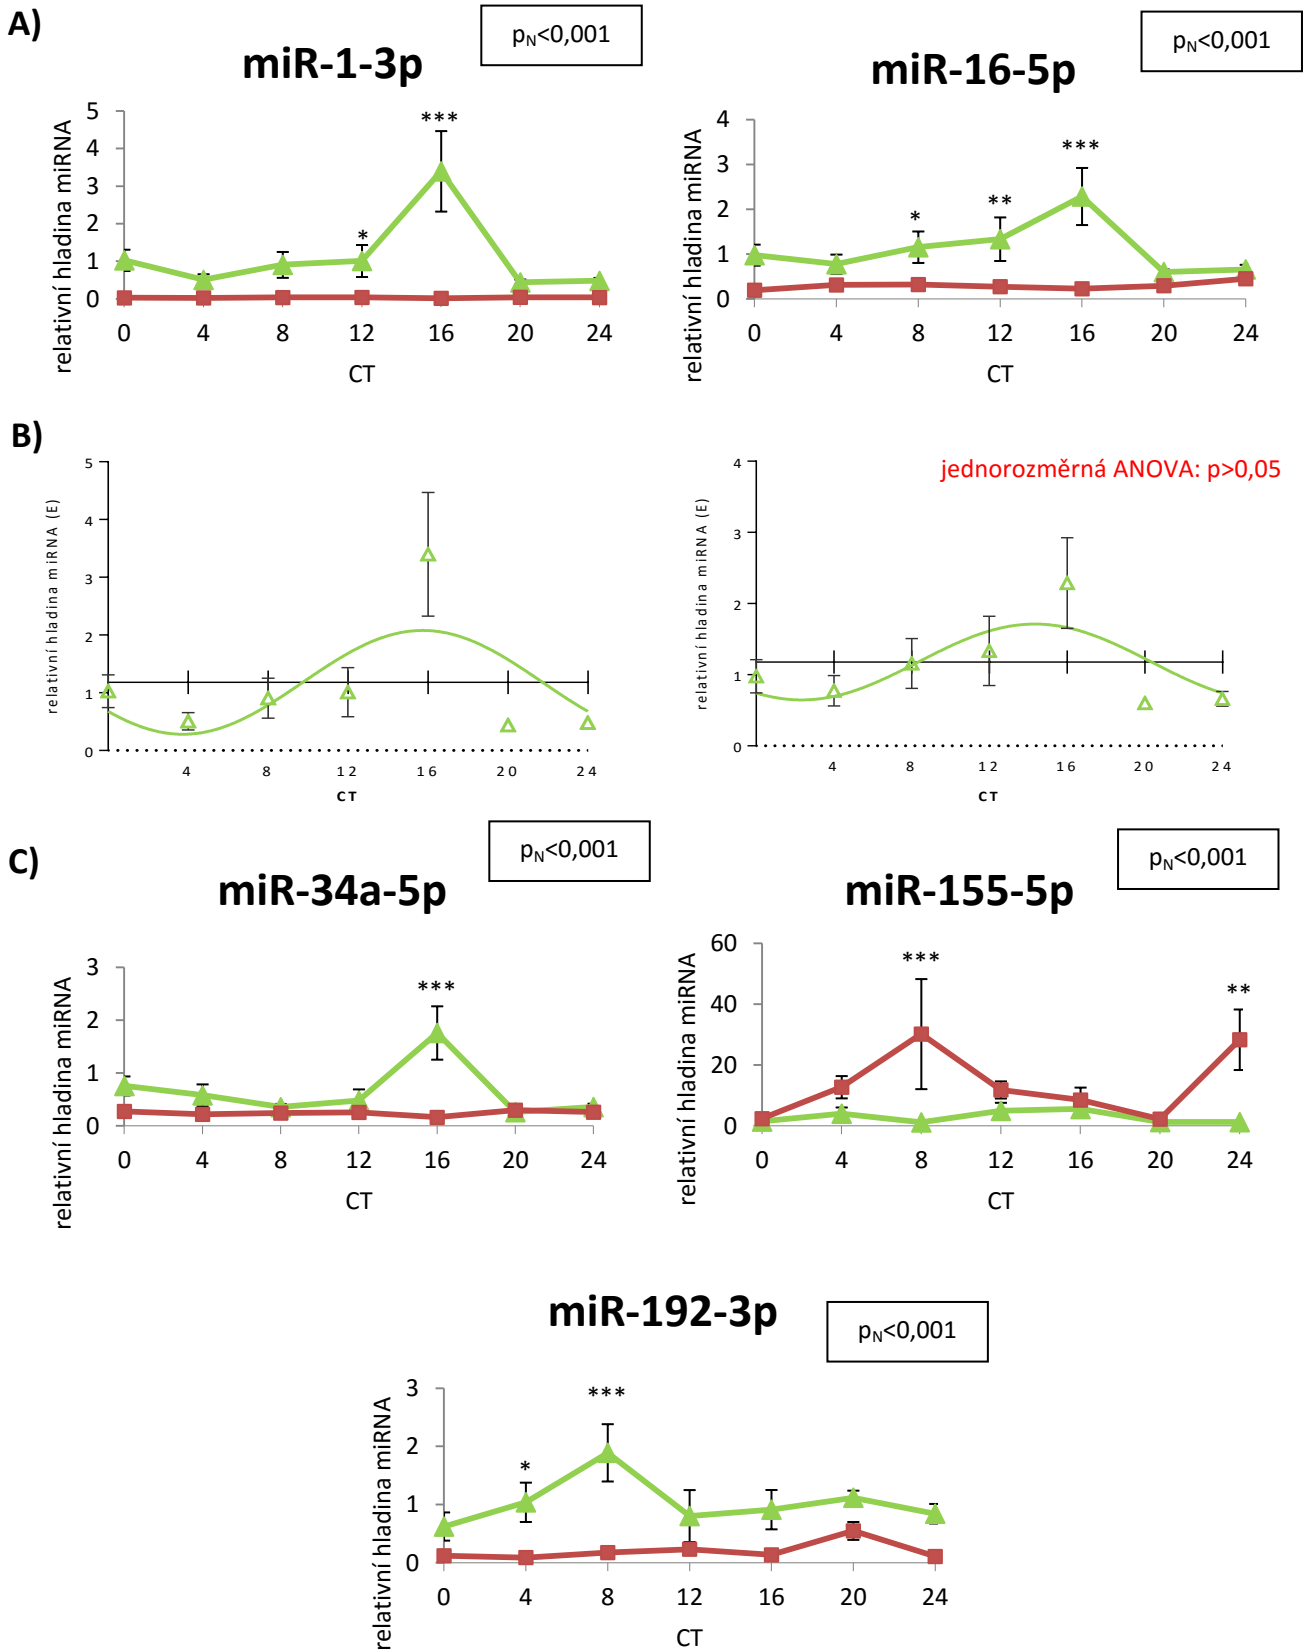 A)
miR-1-3p
p_N<0,001
miR-16-5p
p_N<0,001
relativní hladina miRNA
5
4
3
2
1
0
***
*
0 4 8 12 16 20 24
CT
relativní hladina miRNA
4
3
2
1
0
*
**
***
0 4 8 12 16 20 24
CT
B)
relativní hladina miRNA (E)
5
4
3
2
1
0
4 8 12 16 20 24
CT
jednorozměrná ANOVA: p>0,05
relativní hladina miRNA (E)
4
3
2
1
0
4 8 12 16 20 24
CT
C)
miR-34a-5p
p_N<0,001
miR-155-5p
p_N<0,001
relativní hladina miRNA
3
2
1
0
***
0 4 8 12 16 20 24
CT
relativní hladina miRNA
60
40
20
0
***
**
0 4 8 12 16 20 24
CT
miR-192-3p
p_N<0,001
relativní hladina miRNA
3
2
1
0
*
***
0 4 8 12 16 20 24
CT